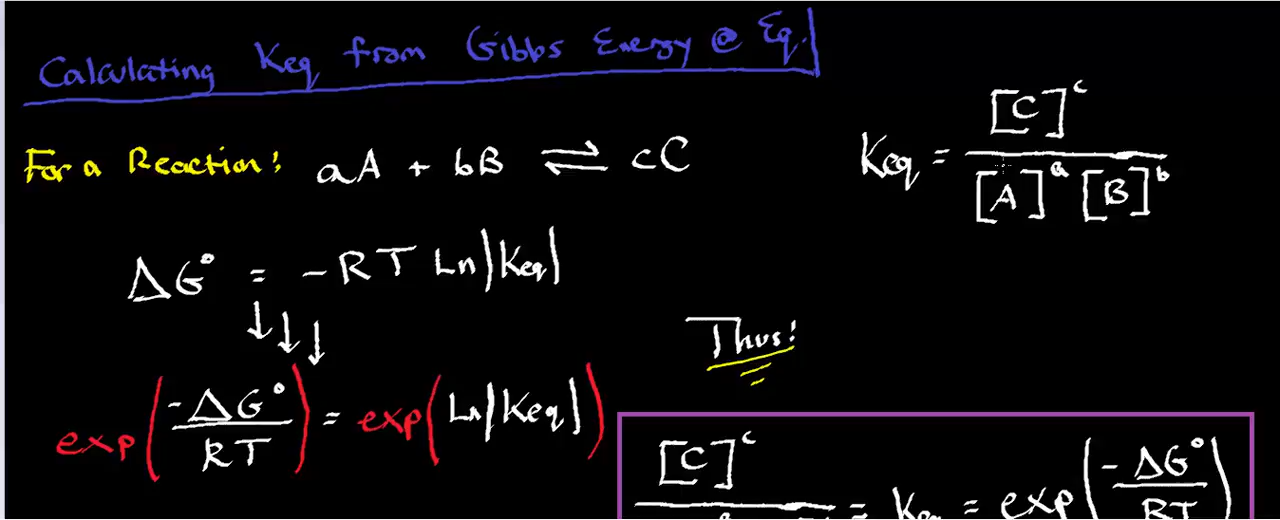 Calculating Keq from Gibbs Energy @ Eq.
For a Reaction: aA + bB ⇌ cC
Keq = [C]^c / [A]^a [B]^b
ΔG° = -RT Ln|Keq|
↓ ↓ ↓
Thus!
exp(-ΔG°/RT) = exp(Ln|Keq|)
[C]^c / = Keq = exp(-ΔG°/RT)